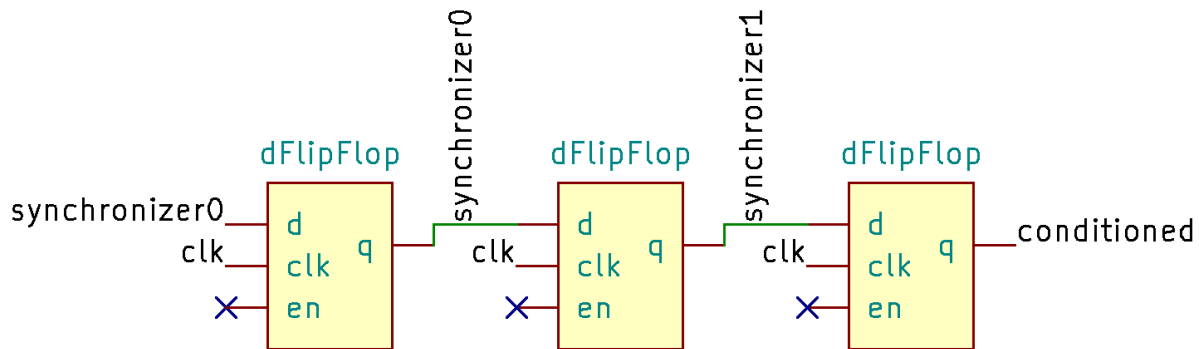 synchronizer0
synchronizer1
dFlipFlop
dFlipFlop
dFlipFlop
synchronizer0
d
clk
q
clk
en
d
clk
q
clk
en
d
clk
q
clk
en
conditioned